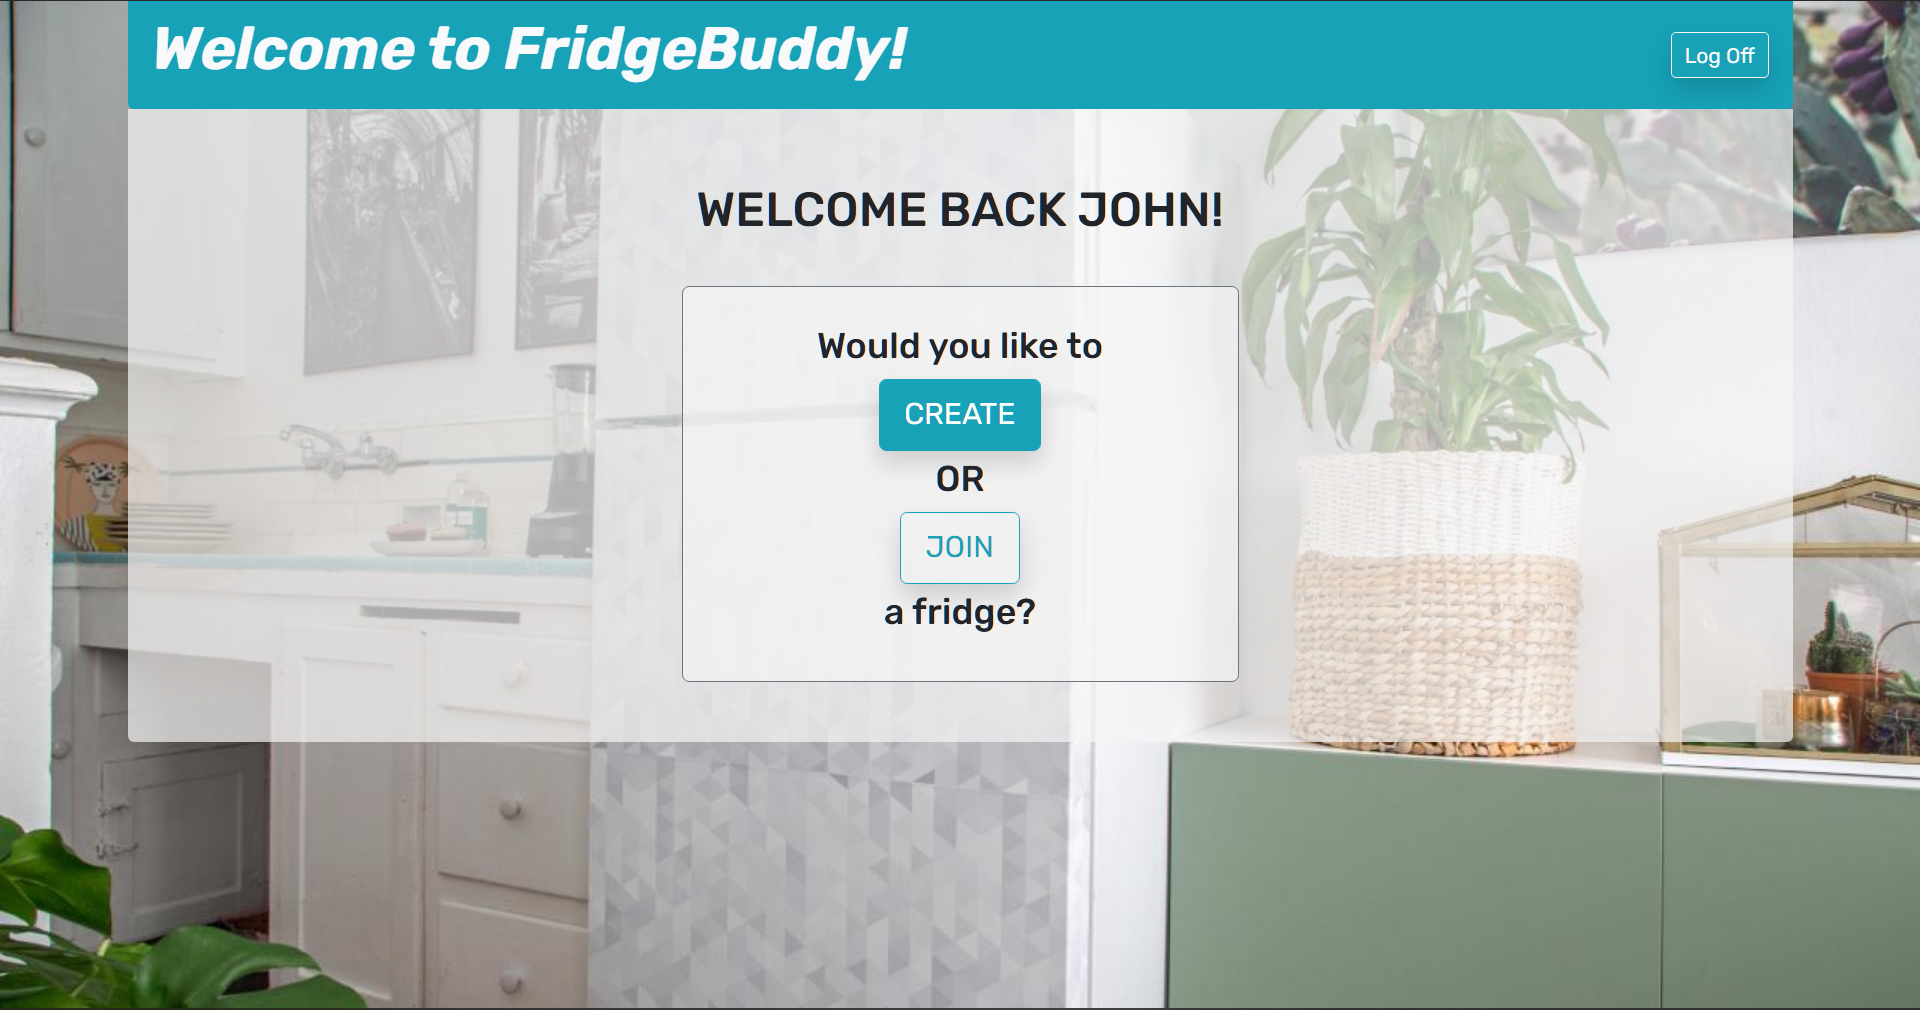 Welcome to FridgeBuddy!
Log Off
WELCOME BACK JOHN!
Would you like to
CREATE
OR
JOIN
a fridge?